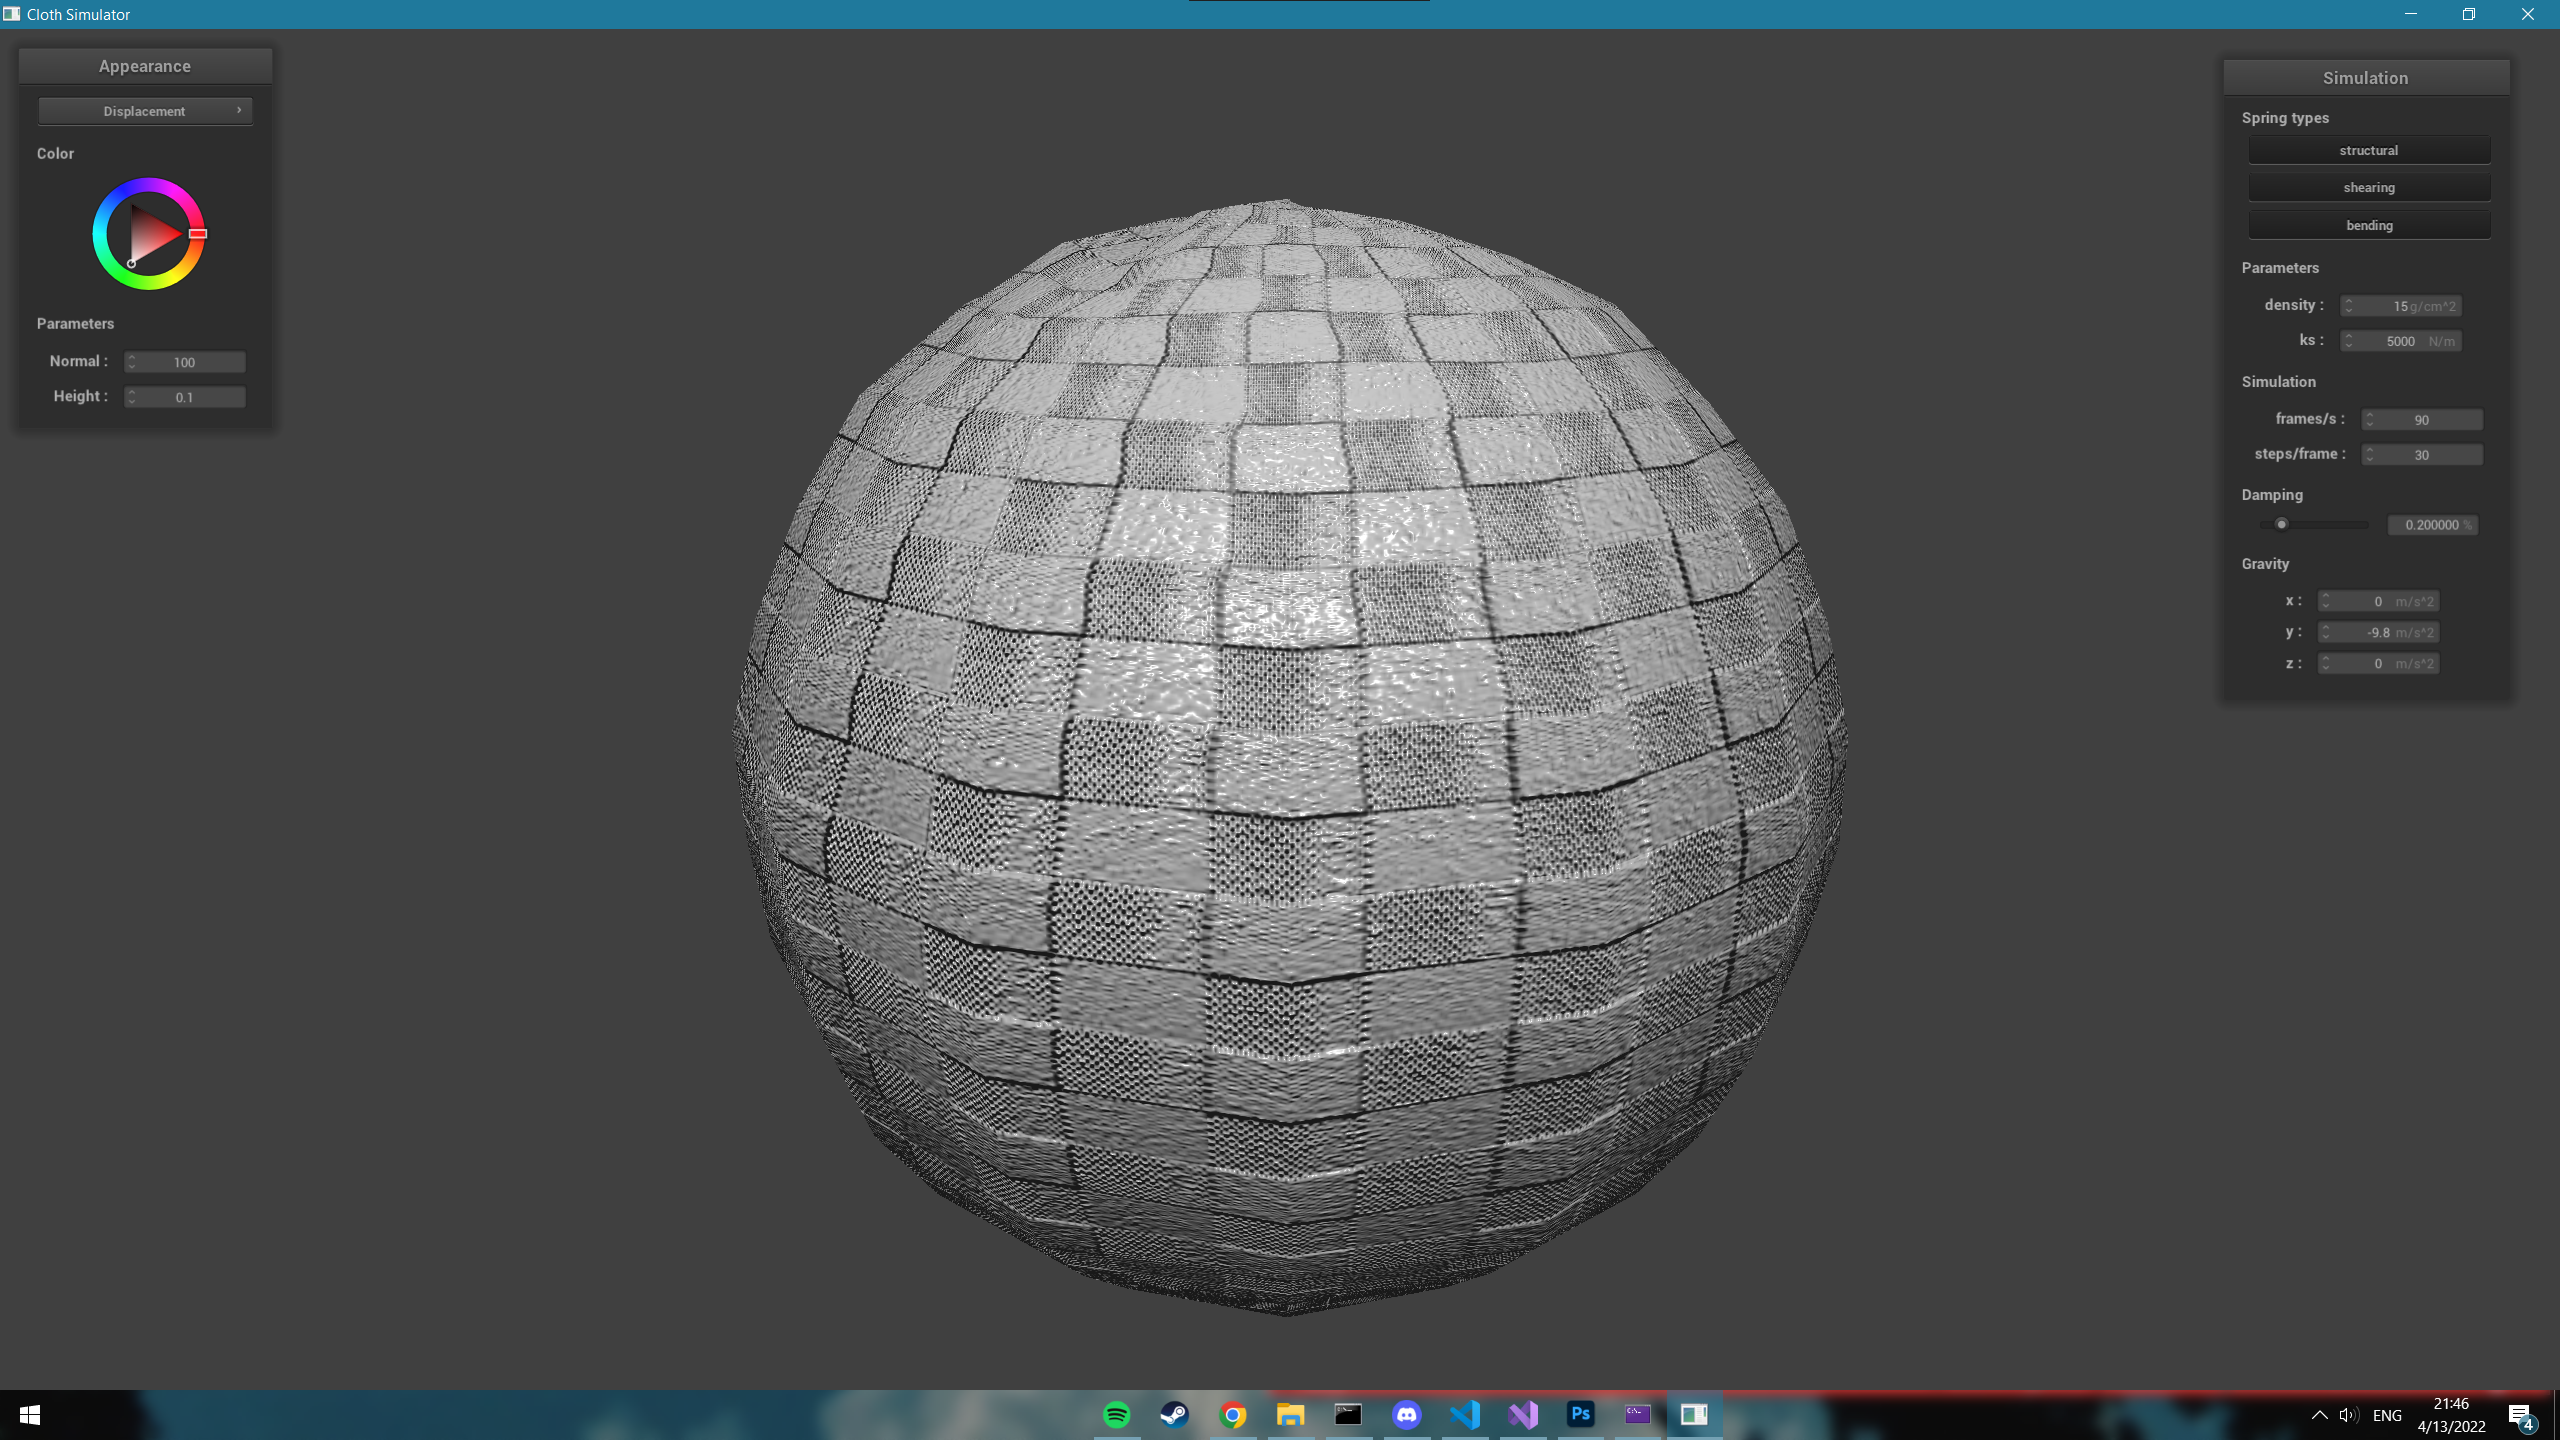 Cloth Simulator
Appearance
Displacement
Color
Parameters
Normal : 100
Height : 0.1
Simulation
Spring types
structural
shearing
bending
Parameters
density : 15 g/cm^2
ks : 5000 N/m
Simulation
frames/s : 90
steps/frame : 30
Damping
0.200000 %
Gravity
x : 0 m/s^2
y : -9.8 m/s^2
z : 0 m/s^2
Ps
ENG
21:46
4/13/2022
4